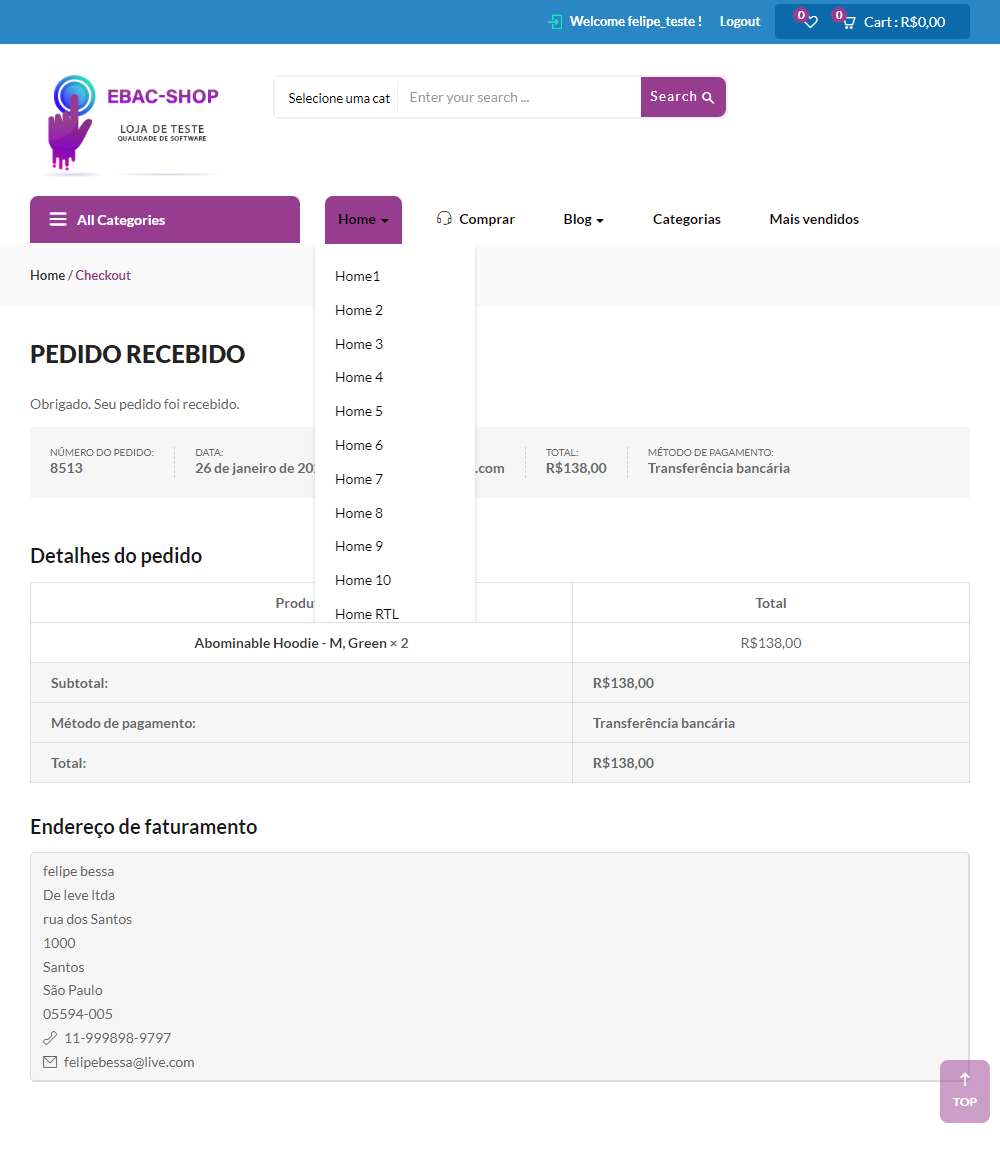 Welcome felipe_teste ! Logout 0 0 Cart : R$0,00
EBAC-SHOP
LOJA DE TESTE
QUALIDADE DE SOFTWARE
Selecione uma cat Enter your search ... Search
All Categories Home Comprar Blog Categorias Mais vendidos
Home / Checkout
Home1
Home 2
Home 3
Home 4
Home 5
Home 6
Home 7
Home 8
Home 9
Home 10
Home RTL
PEDIDO RECEBIDO
Obrigado. Seu pedido foi recebido.
NÚMERO DO PEDIDO: DATA: TOTAL: MÉTODO DE PAGAMENTO:
8513 26 de janeiro de .com R$138,00 Transferência bancária
Detalhes do pedido
Total
Abominable Hoodie - M, Green × 2 R$138,00
Subtotal: R$138,00
Método de pagamento: Transferência bancária
Total: R$138,00
Endereço de faturamento
felipe bessa
De leve ltda
rua dos Santos
1000
Santos
São Paulo
05594-005
11-999898-9797
felipebessa@live.com
TOP